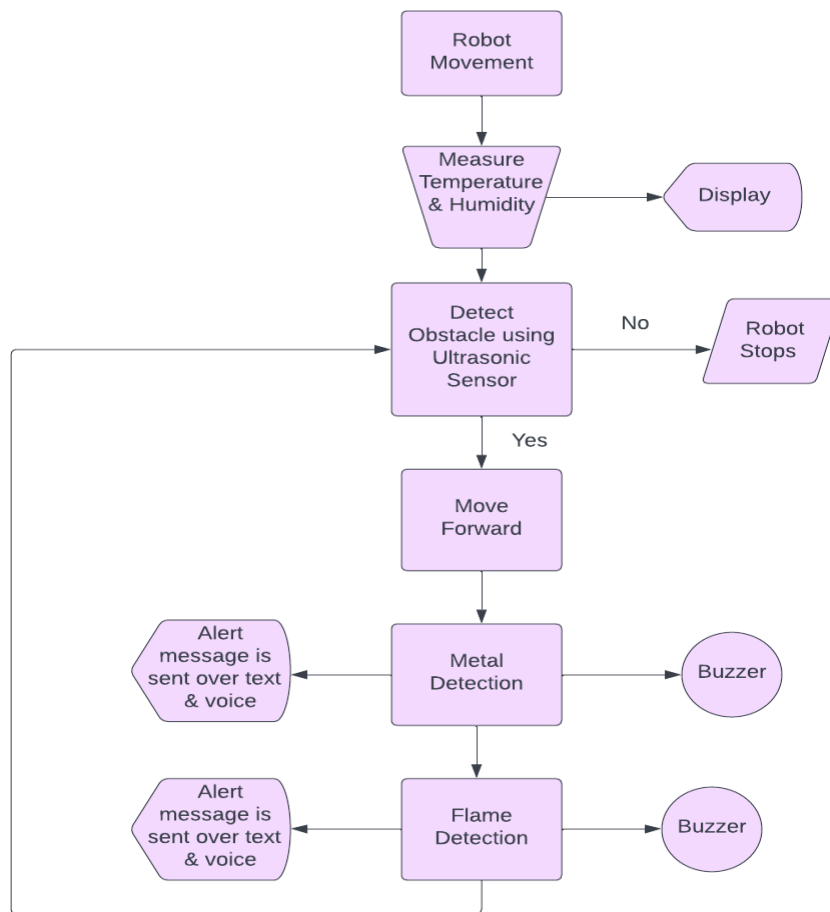 Robot
Movement
Measure
Temperature
& Humidity
Display
Detect
Obstacle using
Ultrasonic
Sensor
No
Robot
Stops
Yes
Move
Forward
Alert
message is
sent over text
& voice
Metal
Detection
Buzzer
Alert
message is
sent over text
& voice
Flame
Detection
Buzzer